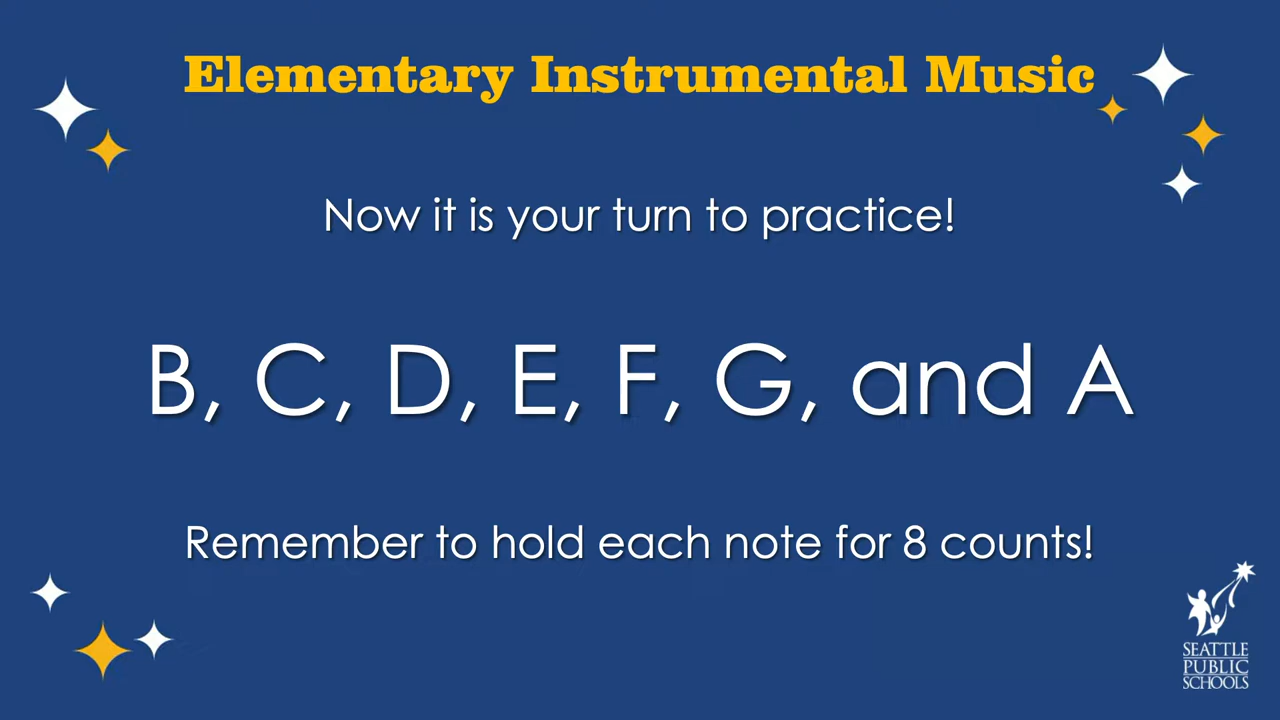 Elementary Instrumental Music
Now it is your turn to practice!
B, C, D, E, F, G, and A
Remember to hold each note for 8 counts!
SEATTLE
PUBLIC
SCHOOLS